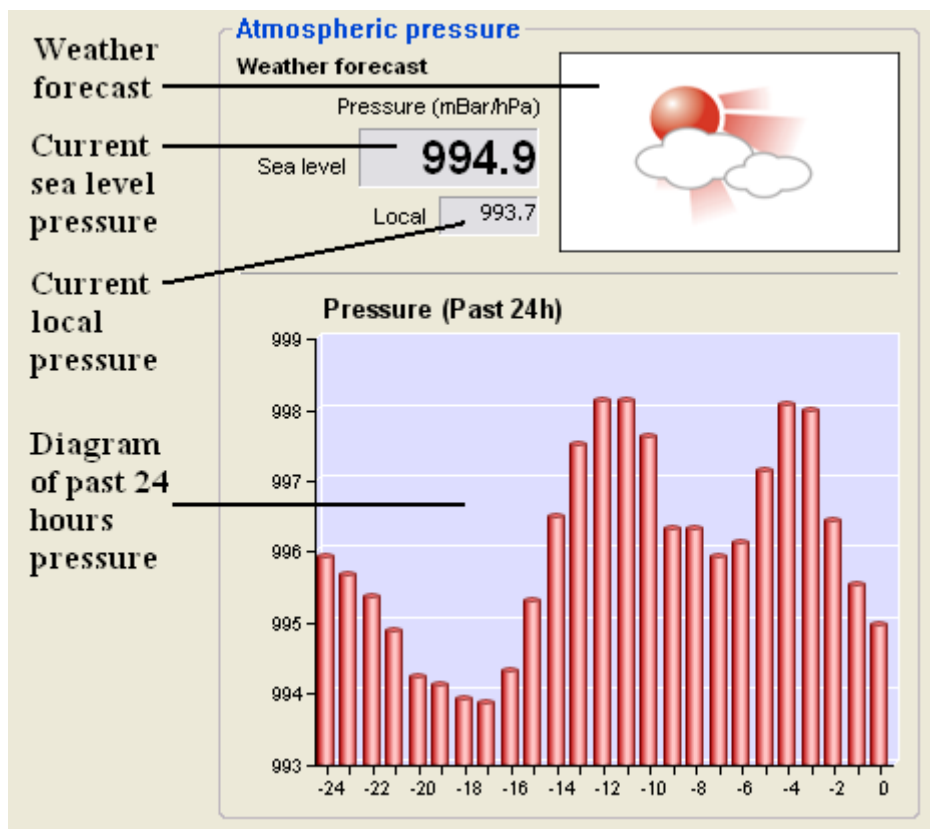 Atmospheric pressure
Weather
forecast
Weather forecast
Pressure (mBar/hPa)
Current
sea level
pressure
Sea level 994.9
Local 993.7
Current
local
pressure
Pressure (Past 24h)
Diagram
of past 24
hours
pressure
999
998
997
996
995
994
993
-24 -22 -20 -18 -16 -14 -12 -10 -8 -6 -4 -2 0